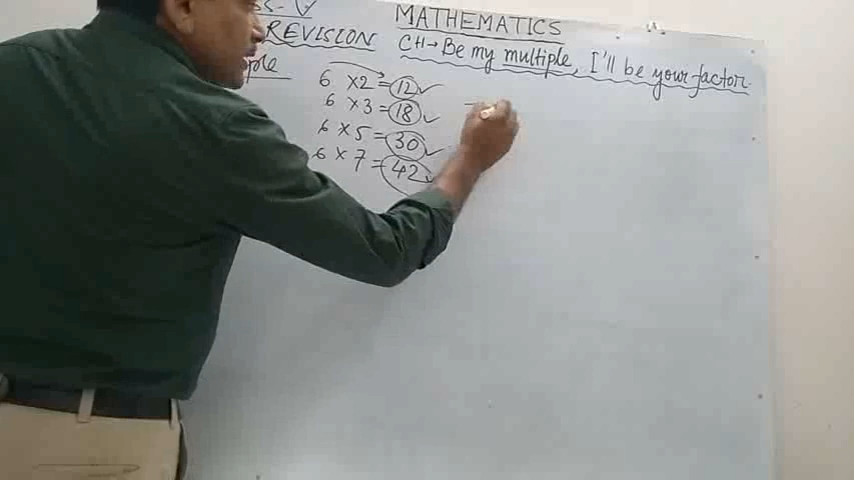 MATHEMATICS
REVISION
CH→ Be my multiple, I'll be your factor.
6 ×2 = 12 ✓
6 ×3 = 18 ✓
6 ×5 = 30 ✓
6 × 7 = 42 ✓